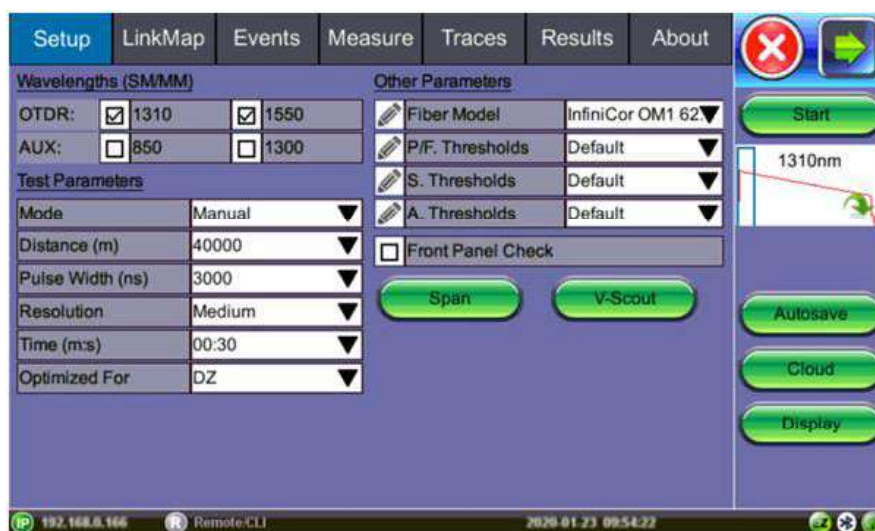 Setup LinkMap Events Measure Traces Results About
Wavelengths (SM/MM)
OTDR: 1310 1550
AUX: 850 1300
Test Parameters
Mode Manual
Distance (m) 40000
Pulse Width (ns) 3000
Resolution Medium
Time (m:s) 00:30
Optimized For DZ
Other Parameters
Fiber Model InfiniCor OM1 62.
P/F. Thresholds Default
S. Thresholds Default
A. Thresholds Default
Front Panel Check
Span V-Scout
Start
1310nm
Autosave
Cloud
Display
IP 192.168.0.166 R Remote/CLI 2020-01-23 09:54:22